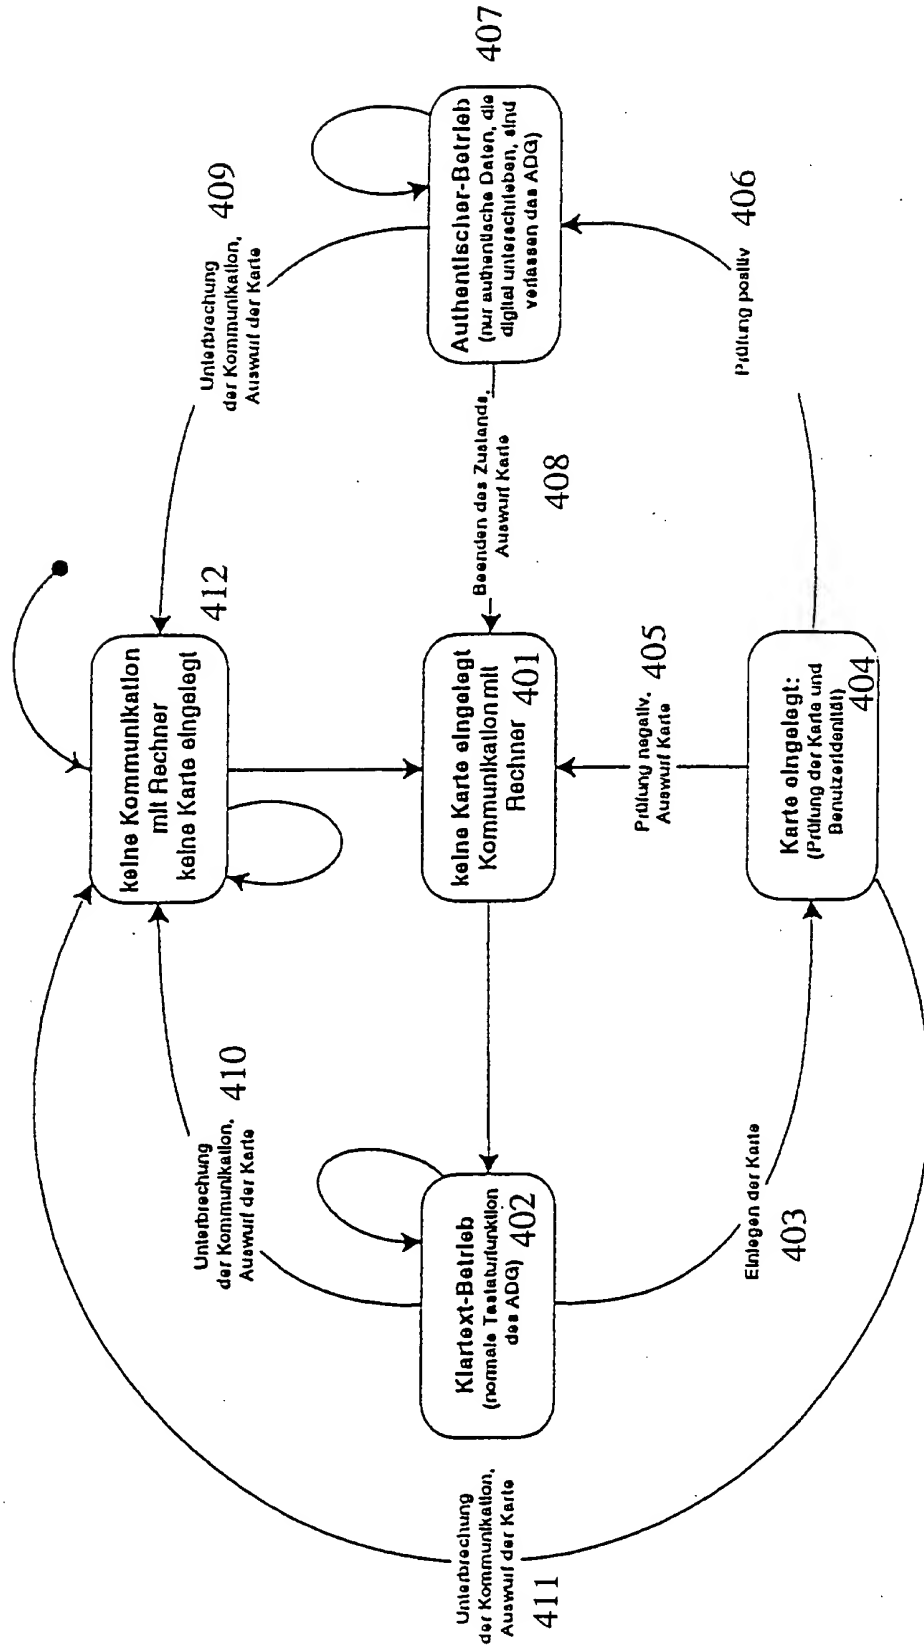 Unterbrechung
der Kommunikation,
Auswurf der Karte
411
Unterbrechung
der Kommunikation,
Auswurf der Karte
410
keine Kommunikation
mit Rechner
keine Karte eingelegt
412
Unterbrechung
der Kommunikation,
Auswurf der Karte
409
Klartext-Betrieb
(normale Tastaturfunktion
des ADG)
402
keine Karte eingelegt
Kommunikation mit
Rechner
401
Beenden des Zustands,
Auswurf Karte
408
Authentischer-Betrieb
(nur authentische Daten, die
digital unterschrieben, sind
verlassen das ADG)
407
Einlegen der Karte
403
Prüfung negativ.
Auswurf Karte
405
Karte eingelegt:
(Prüfung der Karte und
Benutzeridentität)
404
Prüfung positiv
406